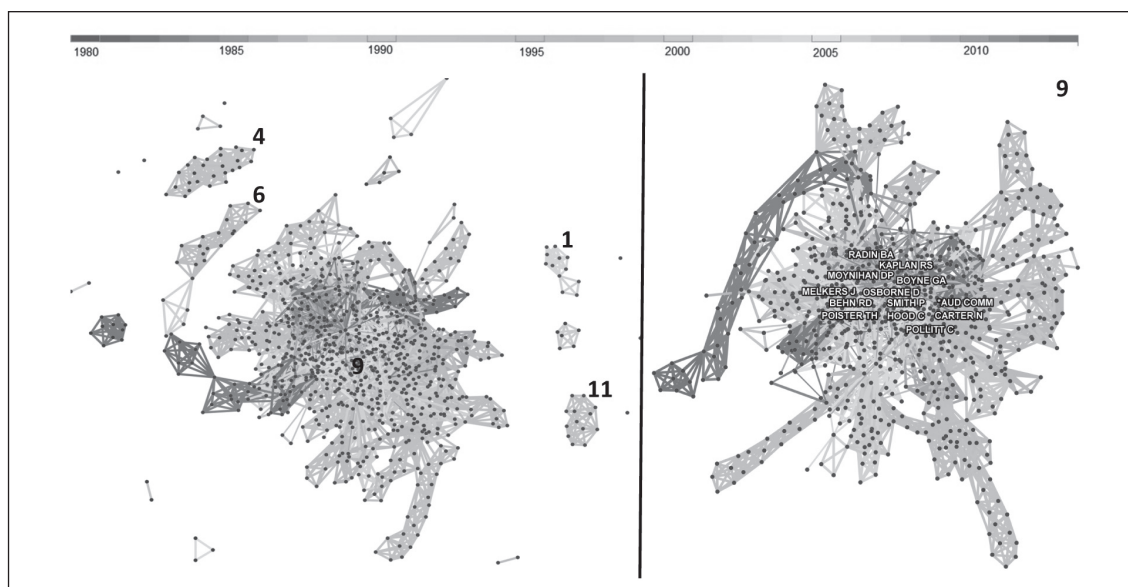 1980 1985 1990 1995 2000 2005 2010
9
4
6
1
9
11
RADIN BA
KAPLAN RS
MOYNIHAN DP
BOYNE GA
MELKERS J OSBORNE D
BEHN RD SMITH P *AUD COMM
POISTER TH HOOD C CARTER N
POLLITT C